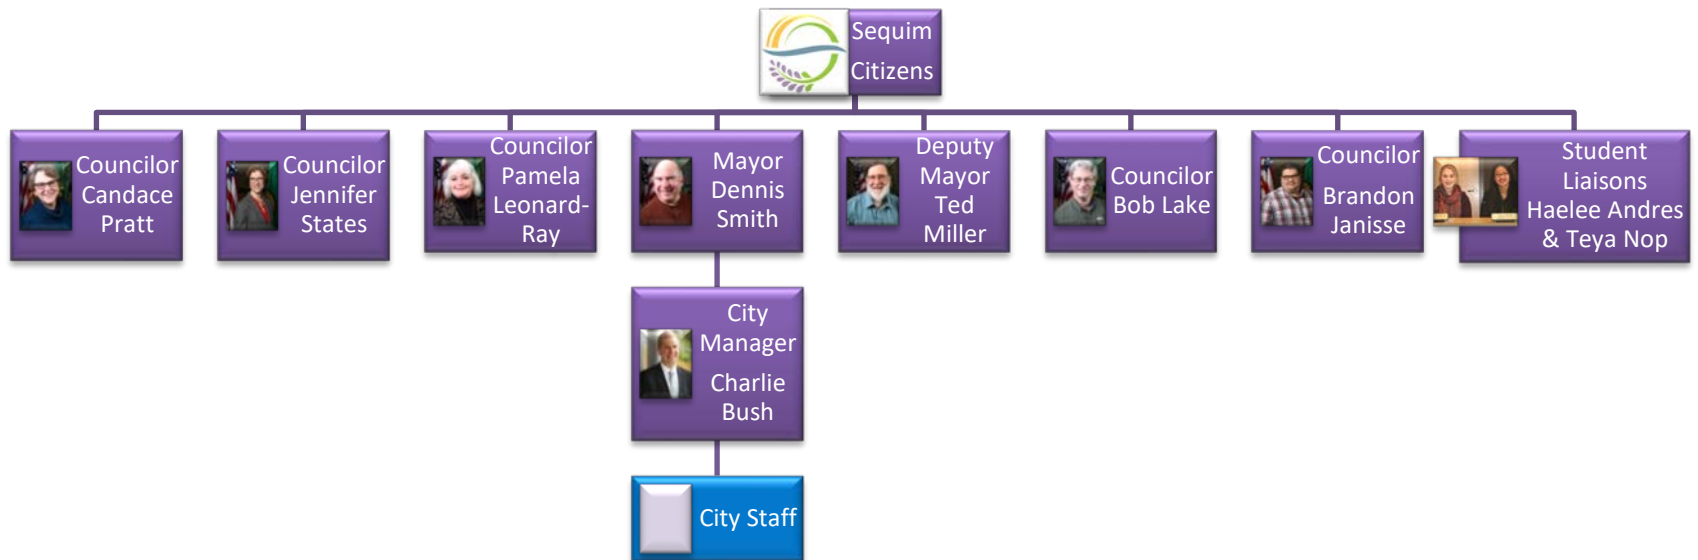 Sequim
Citizens
Councilor
Candace
Pratt
Councilor
Jennifer
States
Councilor
Pamela
Leonard-
Ray
Mayor
Dennis
Smith
Deputy
Mayor
Ted
Miller
Councilor
Bob Lake
Councilor
Brandon
Janisse
Student
Liaisons
Haelee Andres
& Teya Nop
City
Manager
Charlie
Bush
City Staff